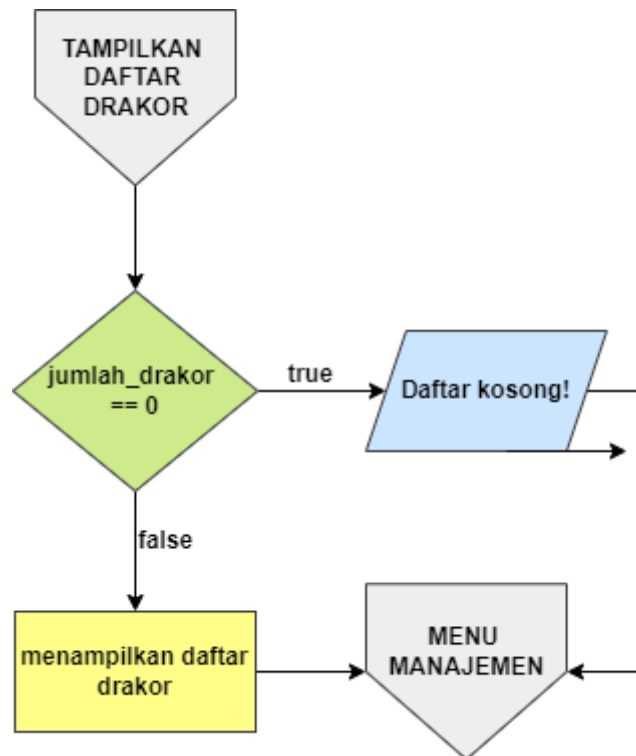 TAMPILKAN
DAFTAR
DRAKOR
jumlah_drakor
== 0
true
Daftar kosong!
false
menampilkan daftar
drakor
MENU
MANAJEMEN